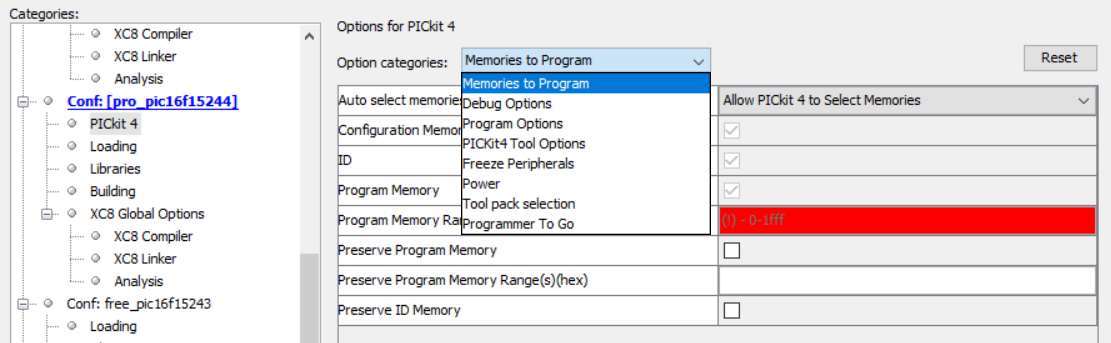 Categories:
XC8 Compiler
XC8 Linker
Analysis
Conf: [pro_pic16f15244]
PICkit 4
Loading
Libraries
Building
XC8 Global Options
XC8 Compiler
XC8 Linker
Analysis
Conf: free_pic16f15243
Loading
Options for PICkit 4
Option categories: Memories to Program
Reset
Memories to Program
Debug Options
Program Options
PICKit4 Tool Options
Freeze Peripherals
Power
Tool pack selection
Programmer To Go
Auto select memories Allow PICkit 4 to Select Memories
Configuration Memor
ID
Program Memory
Program Memory Ra (!) - 0-1fff
Preserve Program Memory
Preserve Program Memory Range(s)(hex)
Preserve ID Memory